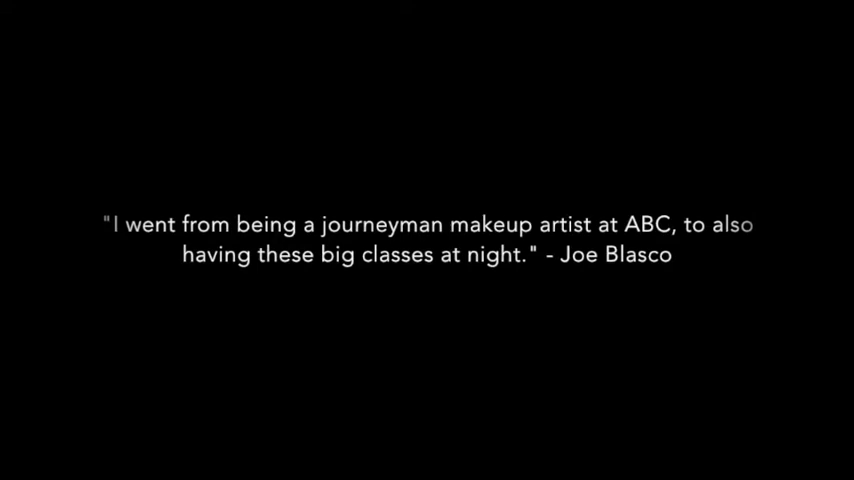 "I went from being a journeyman makeup artist at ABC, to also
having these big classes at night." - Joe Blasco